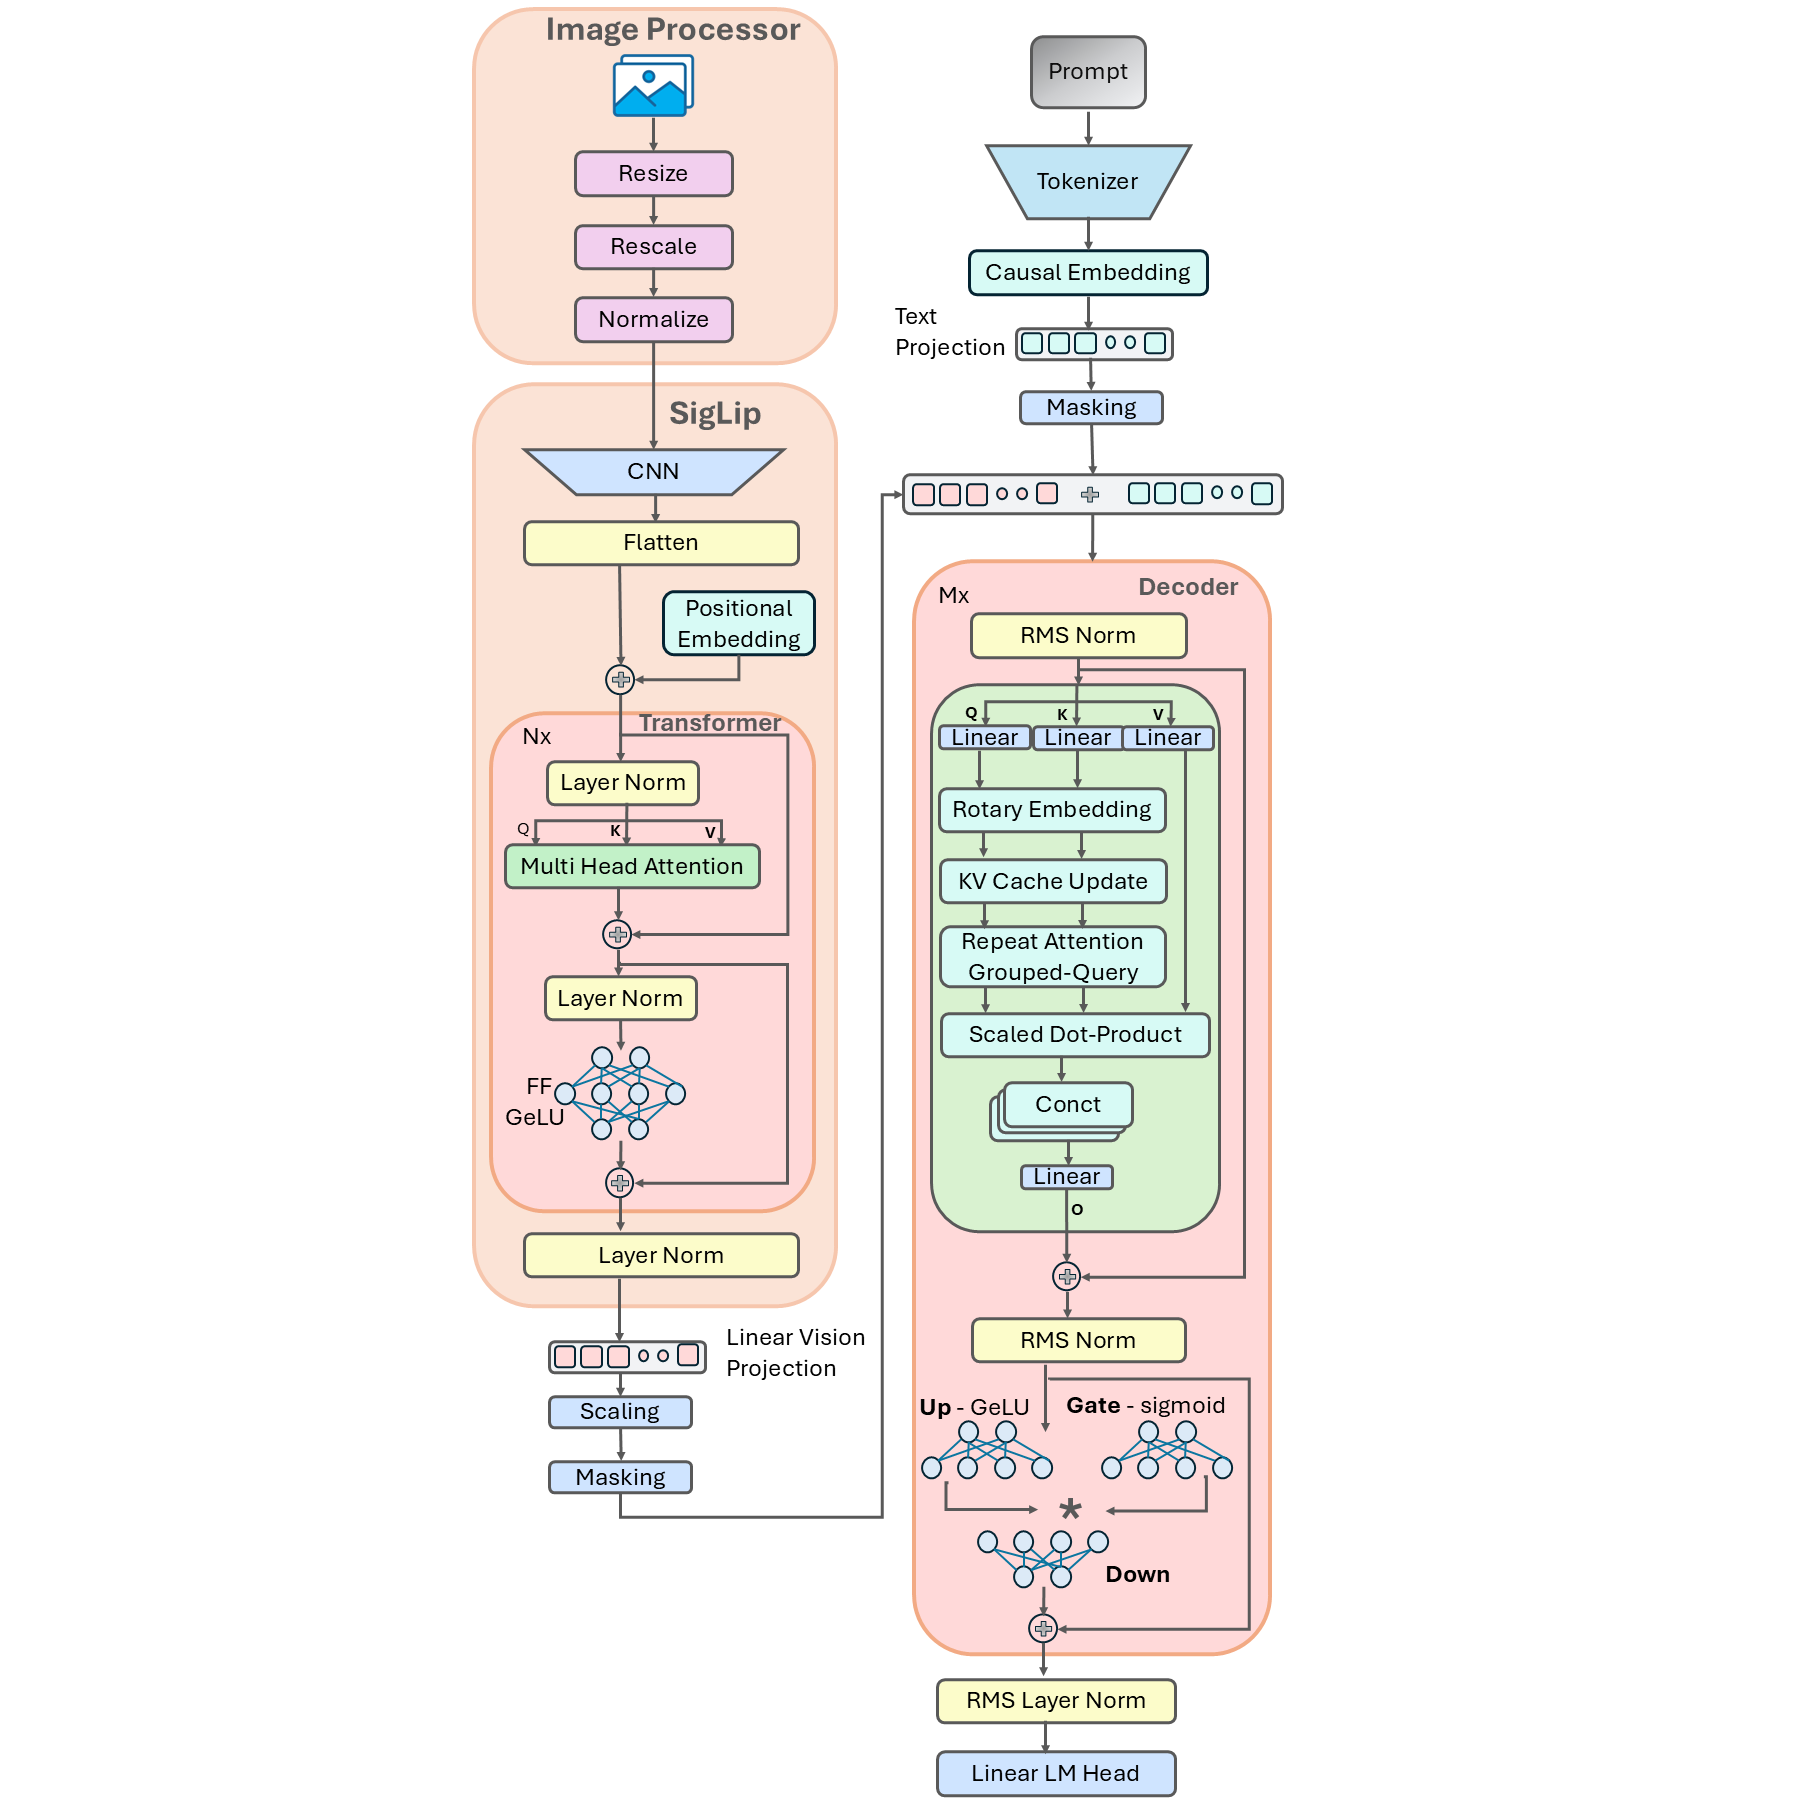 Image Processor
Resize
Rescale
Normalize
SigLip
CNN
Flatten
Positional
Embedding
Transformer
Nx
Layer Norm
Q
K
V
Multi Head Attention
Layer Norm
FF
GeLU
Layer Norm
Linear Vision
Projection
Scaling
Masking
Prompt
Tokenizer
Causal Embedding
Text
Projection
Masking
Decoder
Mx
RMS Norm
Q
K
V
Linear
Linear
Linear
Rotary Embedding
KV Cache Update
Repeat Attention
Grouped-Query
Scaled Dot-Product
Conct
Linear
O
RMS Norm
Up - GeLU
Gate - sigmoid
*
Down
RMS Layer Norm
Linear LM Head